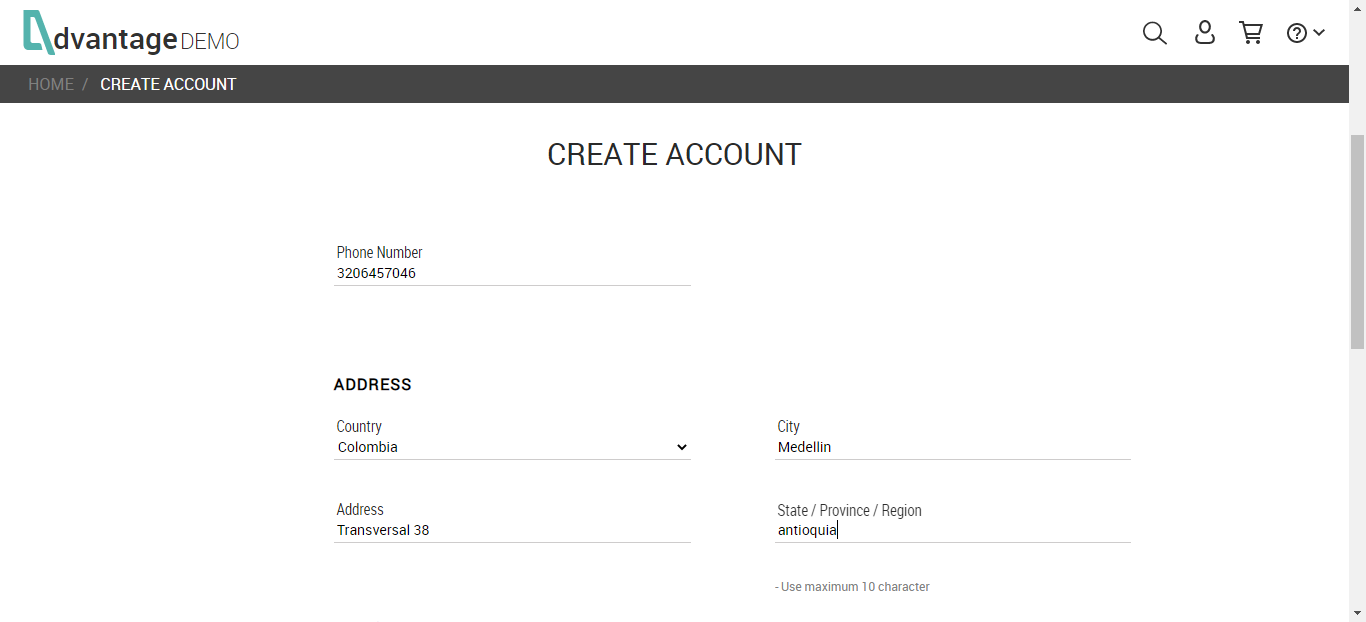 dvantage DEMO
HOME / CREATE ACCOUNT
CREATE ACCOUNT
Phone Number
3206457046
ADDRESS
Country
Colombia
City
Medellin
Address
Transversal 38
State / Province / Region
antioquia
- Use maximum 10 character